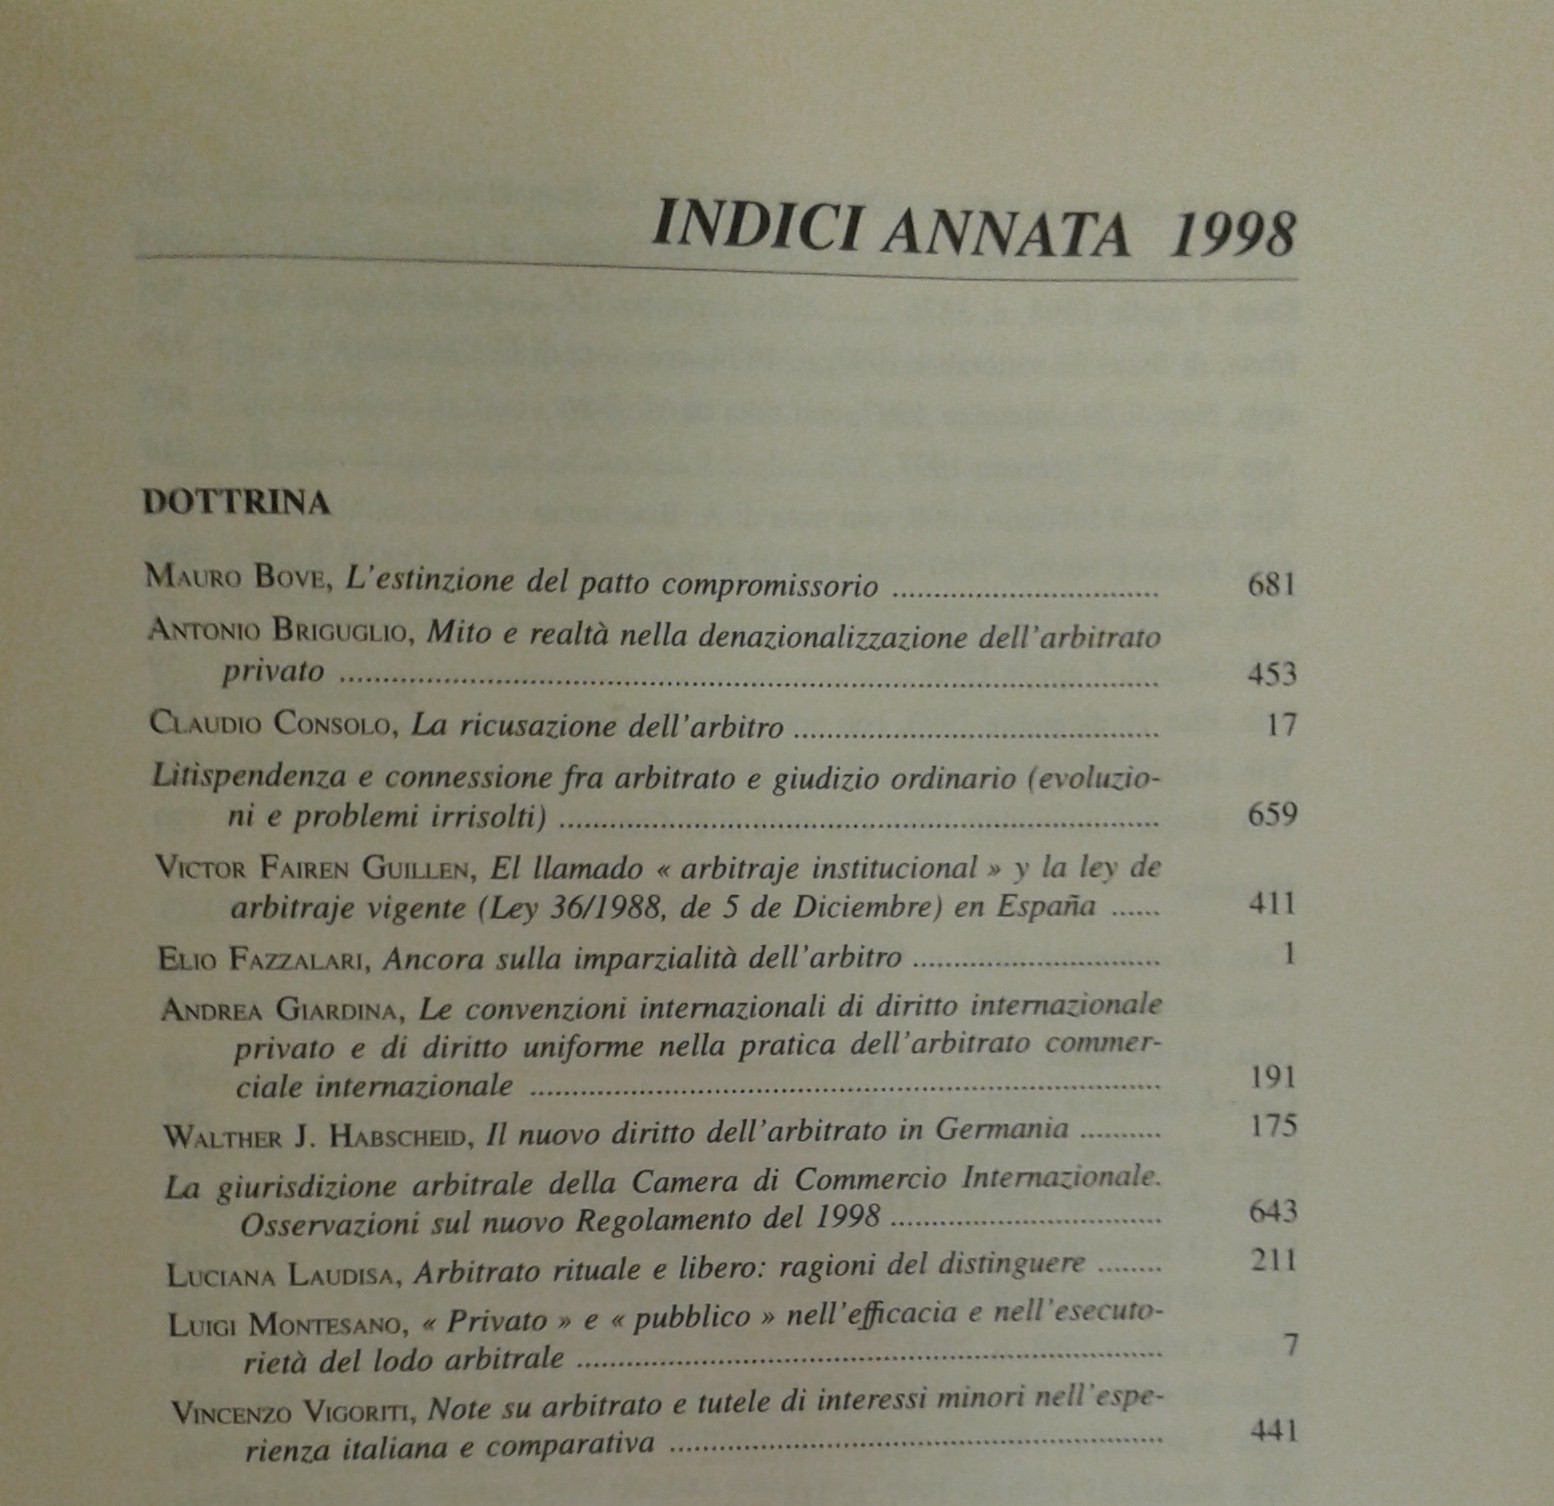 INDICI ANNATA 1998
DOTTRINA
MAURO BOVE, L'estinzione del patto compromissorio ................................ 681
ANTONIO BRIGUGLIO, Mito e realtà nella denazionalizzazione dell'arbitrato
privato ................................................................................................ 453
CLAUDIO CONSOLO, La ricusazione dell'arbitro ............................................ 17
Litispendenza e connessione fra arbitrato e giudizio ordinario (evoluzio-
ni e problemi irrisolti) ...................................................................... 659
VICTOR FAIREN GUILLEN, El llamado « arbitraje institucional » y la ley de
arbitraje vigente (Ley 36/1988, de 5 de Diciembre) en España ...... 411
ELIO FAZZALARI, Ancora sulla imparzialità dell'arbitro ............................. 1
ANDREA GIARDINA, Le convenzioni internazionali di diritto internazionale
privato e di diritto uniforme nella pratica dell'arbitrato commer-
ciale internazionale .......................................................................... 191
WALTHER J. HABSCHEID, Il nuovo diritto dell'arbitrato in Germania .......... 175
La giurisdizione arbitrale della Camera di Commercio Internazionale.
Osservazioni sul nuovo Regolamento del 1998 ................................ 643
LUCIANA LAUDISA, Arbitrato rituale e libero: ragioni del distinguere ........ 211
LUIGI MONTESANO, « Privato » e « pubblico » nell'efficacia e nell'esecuto-
rietà del lodo arbitrale ..................................................................... 7
VINCENZO VIGORITI, Note su arbitrato e tutele di interessi minori nell'espe-
rienza italiana e comparativa .......................................................... 441